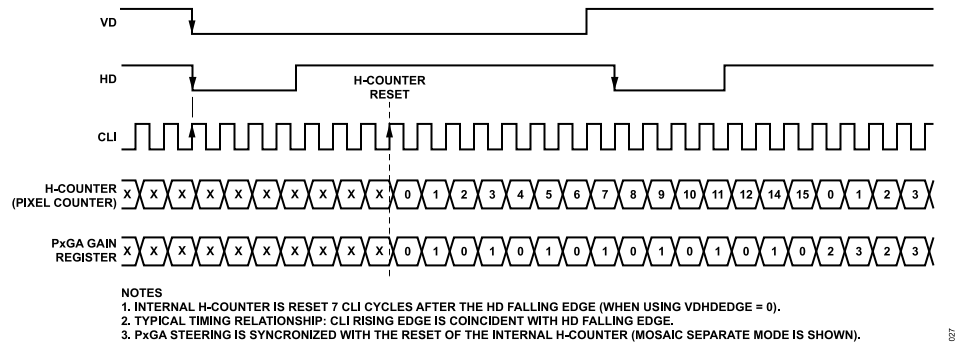 VD
HD
H-COUNTER
RESET
CLI
H-COUNTER
(PIXEL COUNTER)
X X X X X X X X X X 0 1 2 3 4 5 6 7 8 9 10 11 12 14 15 0 1 2 3
PxGA GAIN
REGISTER
X X X X X X X X X X 0 1 0 1 0 1 0 1 0 1 0 1 0 1 0 2 3 2 3
NOTES
1. INTERNAL H-COUNTER IS RESET 7 CLI CYCLES AFTER THE HD FALLING EDGE (WHEN USING VDHDEDGE = 0).
2. TYPICAL TIMING RELATIONSHIP: CLI RISING EDGE IS COINCIDENT WITH HD FALLING EDGE.
3. PxGA STEERING IS SYNCRONIZED WITH THE RESET OF THE INTERNAL H-COUNTER (MOSAIC SEPARATE MODE IS SHOWN).
027